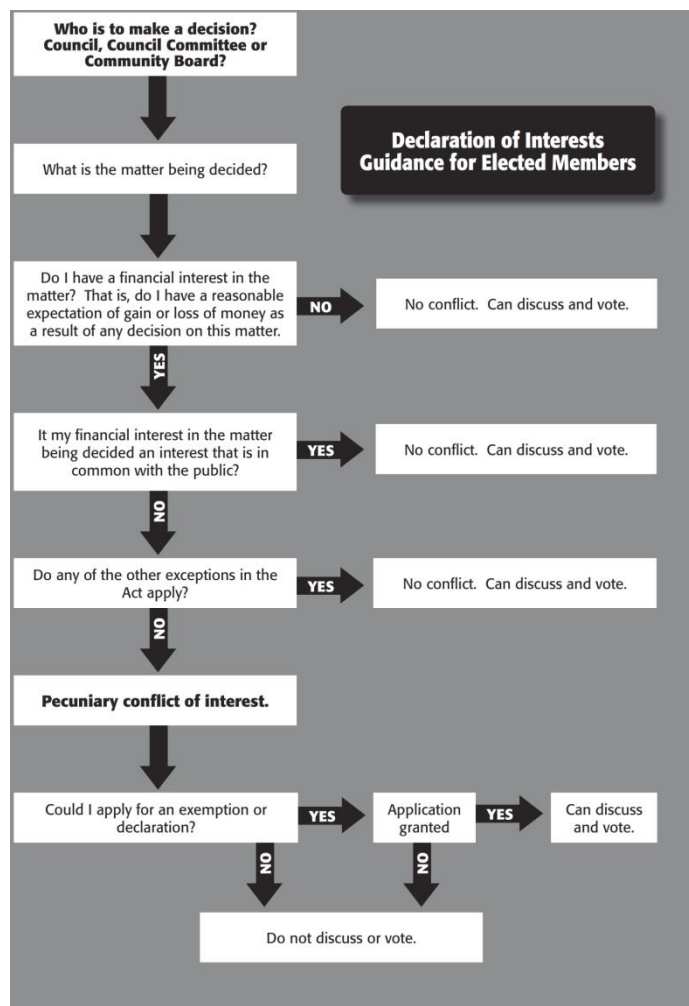 Who is to make a decision?
Council, Council Committee or
Community Board?
Declaration of Interests
Guidance for Elected Members
What is the matter being decided?
Do I have a financial interest in the
matter? That is, do I have a reasonable
expectation of gain or loss of money as
a result of any decision on this matter.
NO
No conflict. Can discuss and vote.
YES
It my financial interest in the matter
being decided an interest that is in
common with the public?
YES
No conflict. Can discuss and vote.
NO
Do any of the other exceptions in the
Act apply?
YES
No conflict. Can discuss and vote.
NO
Pecuniary conflict of interest.
Could I apply for an exemption or
declaration?
YES
Application
granted
YES
Can discuss
and vote.
NO
NO
Do not discuss or vote.